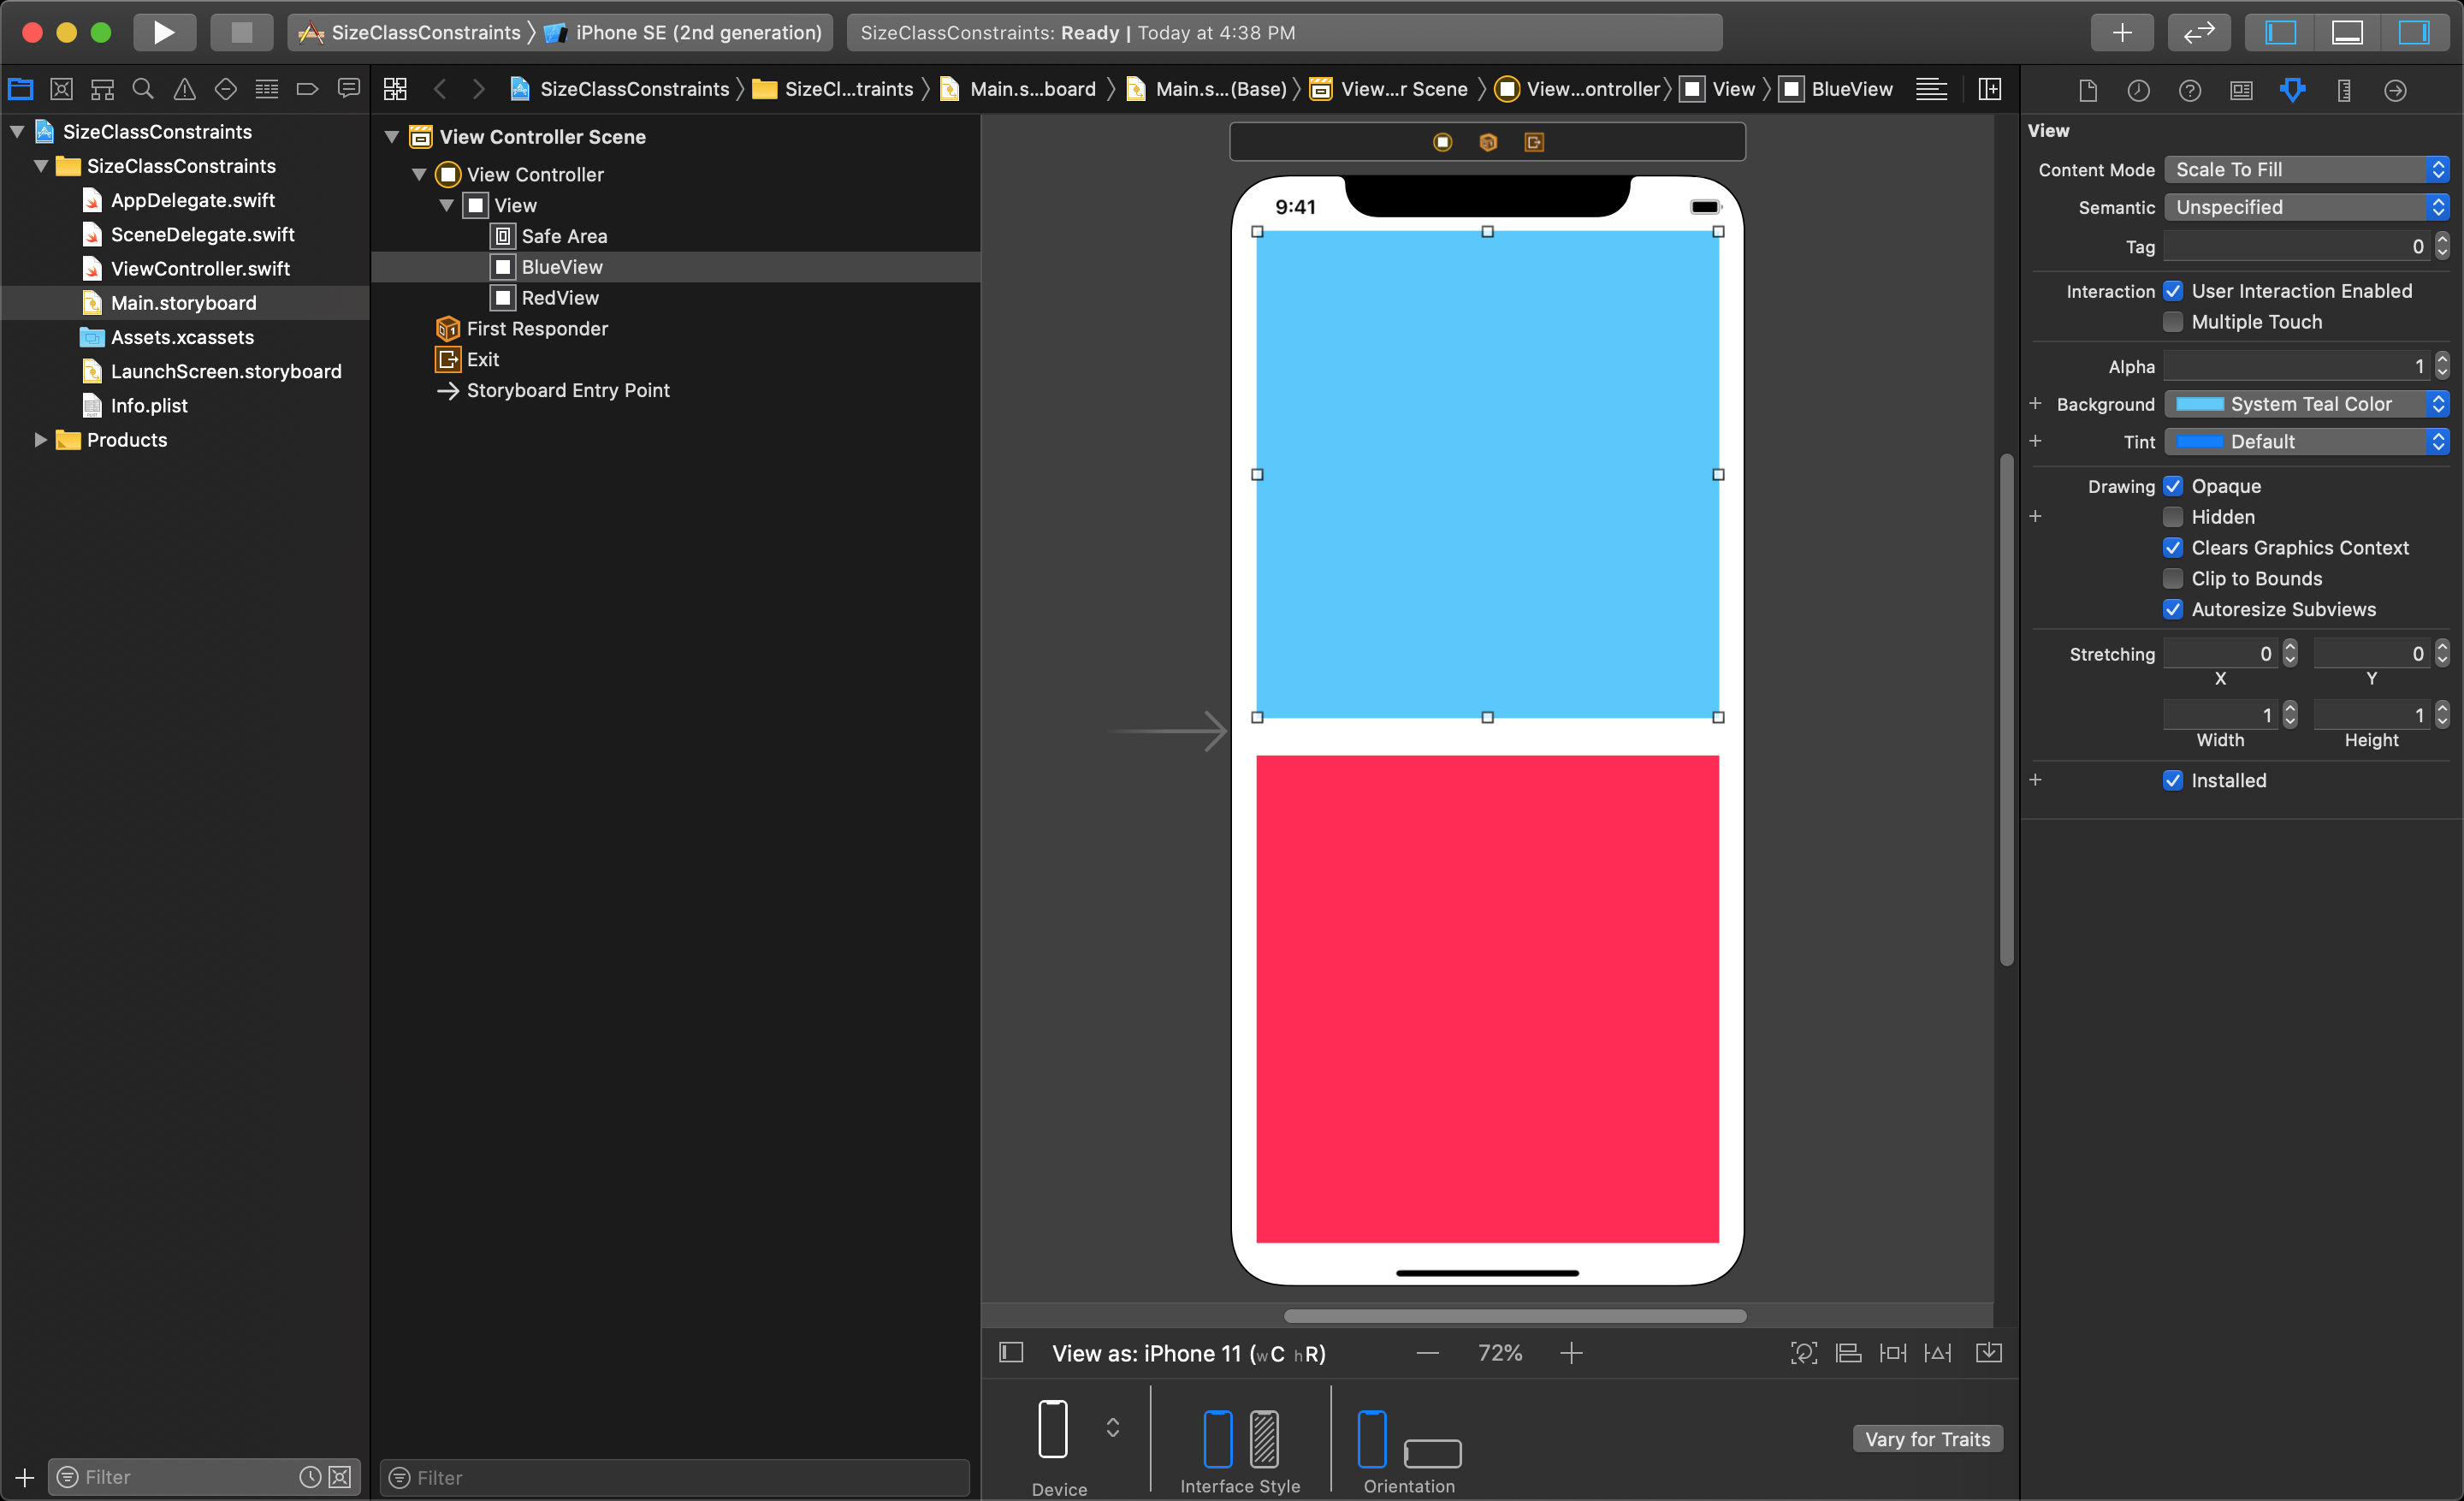 SizeClassConstraints 〉 iPhone SE (2nd generation)
SizeClassConstraints: Ready | Today at 4:38 PM
SizeClassConstraints 〉 SizeCl...traints 〉 Main.s...board 〉 Main.s...(Base) 〉 View...r Scene 〉 View...ontroller 〉 View 〉 BlueView
SizeClassConstraints
SizeClassConstraints
AppDelegate.swift
SceneDelegate.swift
ViewController.swift
Main.storyboard
Assets.xcassets
LaunchScreen.storyboard
Info.plist
Products
Filter
View Controller Scene
View Controller
View
Safe Area
BlueView
RedView
First Responder
Exit
Storyboard Entry Point
Filter
9:41
View as: iPhone 11 (wC hR)
72%
Device
Interface Style
Orientation
Vary for Traits
View
Content Mode Scale To Fill
Semantic Unspecified
Tag 0
Interaction User Interaction Enabled
Multiple Touch
Alpha 1
Background System Teal Color
Tint Default
Drawing Opaque
Hidden
Clears Graphics Context
Clip to Bounds
Autoresize Subviews
Stretching 0 0
X Y
1 1
Width Height
Installed